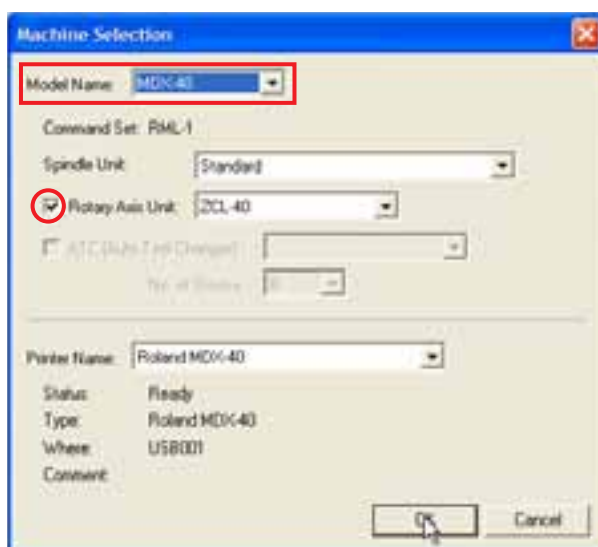 Machine Selection
Model Name: MDX-40
Command Set: RML-1
Spindle Unit: Standard
Rotary Axis Unit: ZCL-40
ATC (Auto Tool Changer):
No. of
Printer Name: Roland MDX-40
Status: Ready
Type: Roland MDX-40
Where: USB001
Comment:
OK Cancel